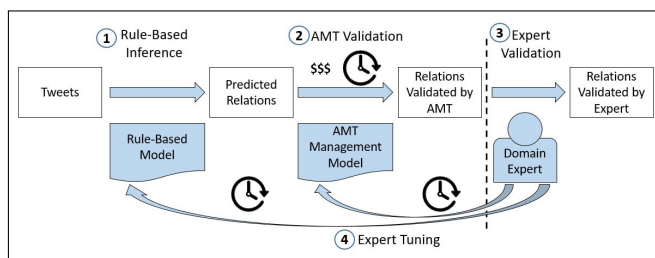 1 Rule-Based
Inference
2 AMT Validation
3 Expert
Validation
$$$
Tweets
Predicted
Relations
Relations
Validated by
AMT
Relations
Validated by
Expert
Rule-Based
Model
AMT
Management
Model
Domain
Expert
4 Expert Tuning